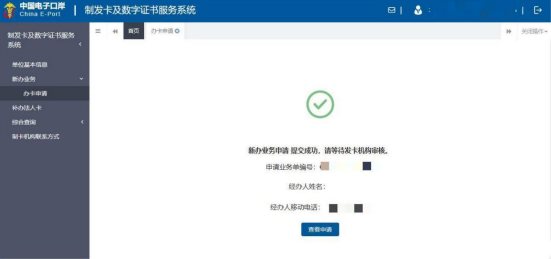 中国电子口岸
China E-Port
制发卡及数字证书服务系统
制发卡及数字证书服务系统
单位基本信息
新办业务
办卡申请
补办法人卡
综合查询
制卡机构联系方式
首页
办卡申请
关闭操作
新办业务申请 提交成功，请等待发卡机构审核。
申请业务单编号：
经办人姓名：
经办人移动电话：
查看申请